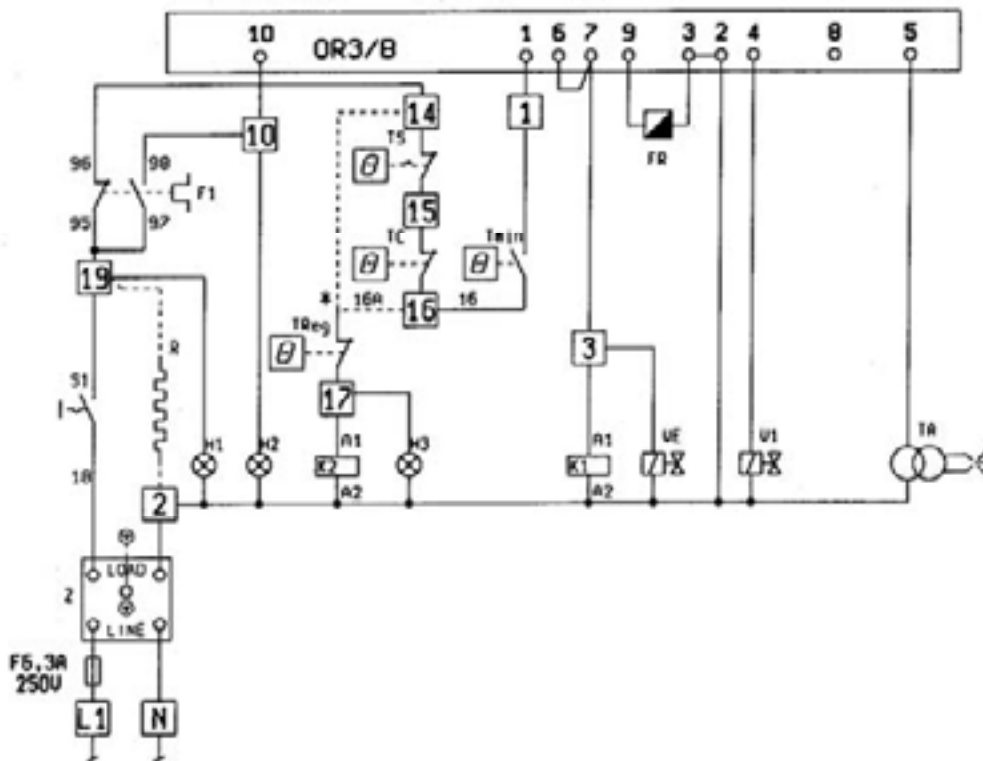 10 OR3/B 1 6 7 9 3 2 4 8 5
14 1
10 TS
96 98 FR
F1
15
95 97
TC Tmin
19
* 16A 16 16
TReg
R 3
S1 17
H1 H2 A1 H3 A1 VE V1 TA
K2 K1
18 A2 A2
2
LOAD
Z
LINE
F6,3A
250V
L1 N